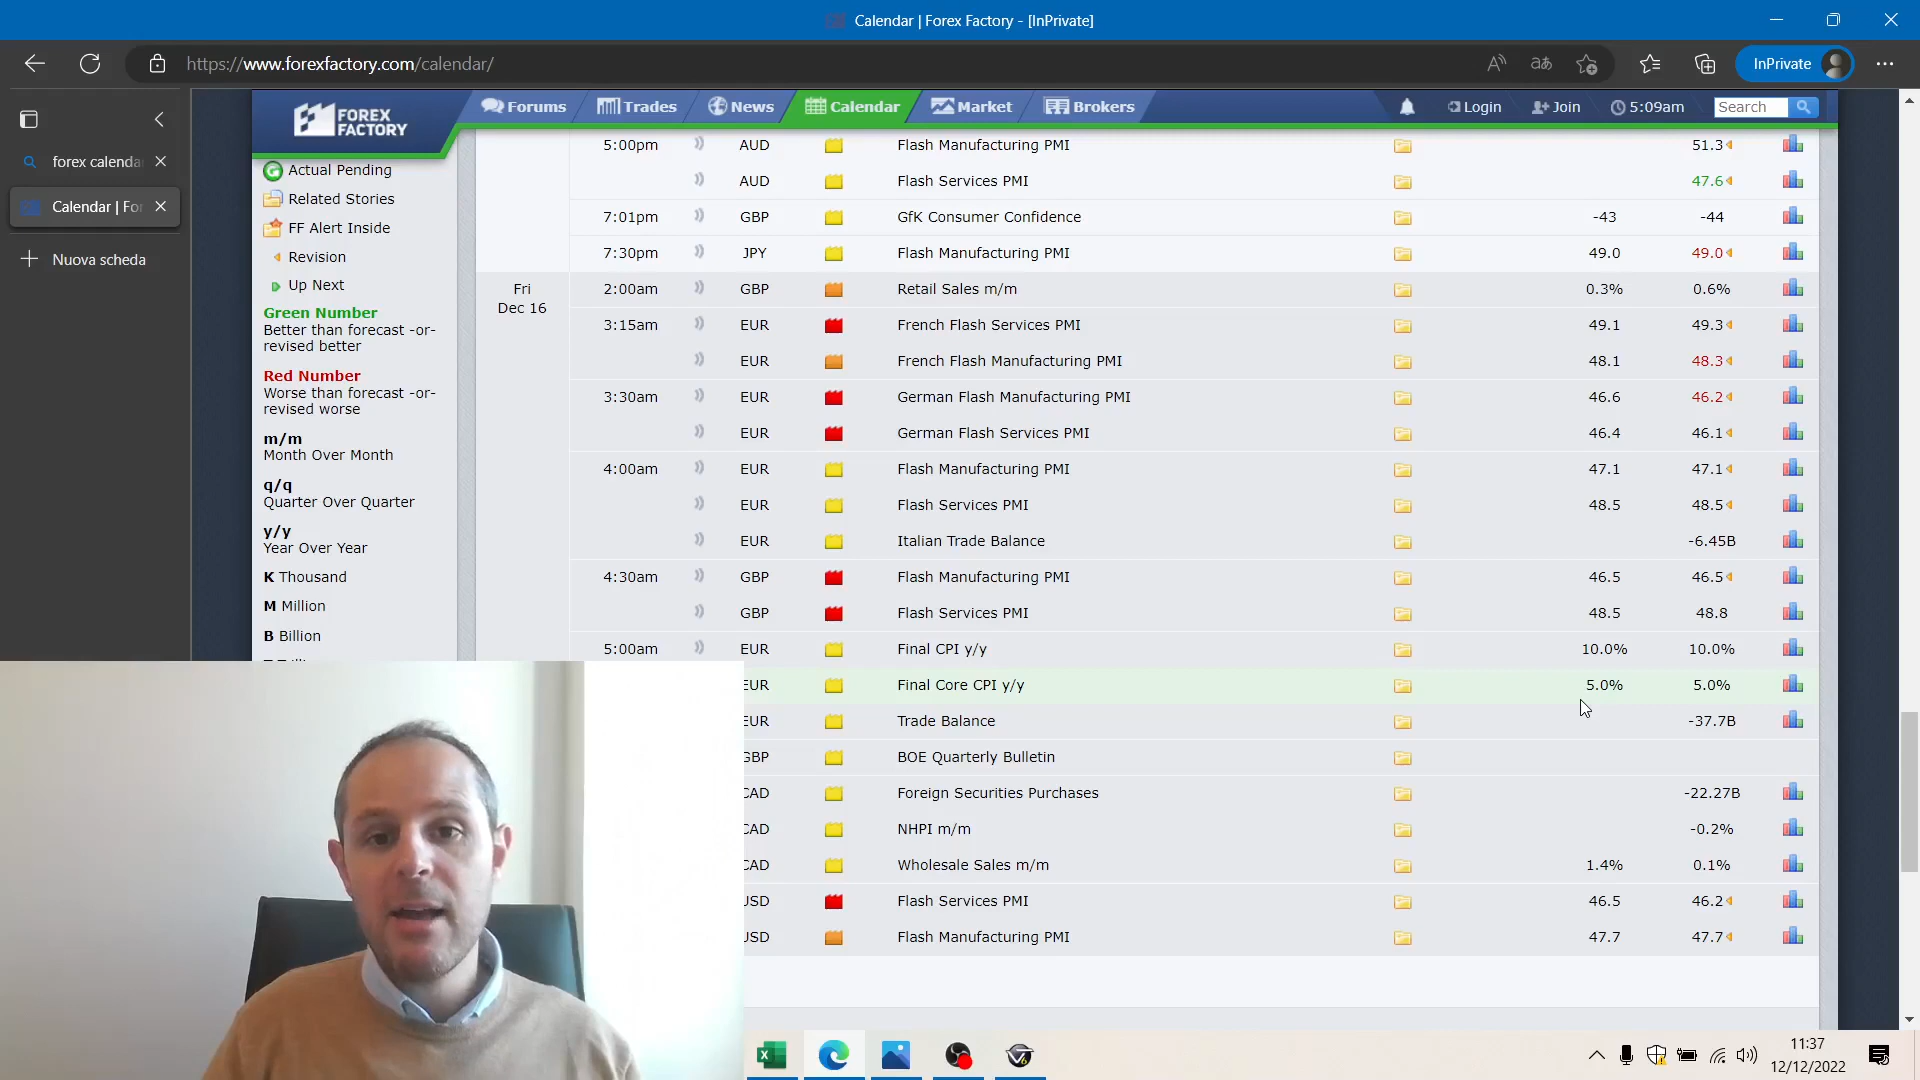 Calendar | Forex Factory - [InPrivate]
https://www.forexfactory.com/calendar/
InPrivate
forex calenda
Calendar | For
Nuova scheda
FOREX
FACTORY
Forums
Trades
News
Calendar
Market
Brokers
Login
Join
5:09am
Search
Actual Pending
Related Stories
FF Alert Inside
Revision
Up Next
Green Number
Better than forecast -or-
revised better
Red Number
Worse than forecast -or-
revised worse
m/m
Month Over Month
q/q
Quarter Over Quarter
y/y
Year Over Year
K Thousand
M Million
B Billion
5:00pm AUD Flash Manufacturing PMI 51.3
AUD Flash Services PMI 47.6
7:01pm GBP GfK Consumer Confidence -43 -44
7:30pm JPY Flash Manufacturing PMI 49.0 49.0
Fri
Dec 16
2:00am GBP Retail Sales m/m 0.3% 0.6%
3:15am EUR French Flash Services PMI 49.1 49.3
EUR French Flash Manufacturing PMI 48.1 48.3
3:30am EUR German Flash Manufacturing PMI 46.6 46.2
EUR German Flash Services PMI 46.4 46.1
4:00am EUR Flash Manufacturing PMI 47.1 47.1
EUR Flash Services PMI 48.5 48.5
EUR Italian Trade Balance -6.45B
4:30am GBP Flash Manufacturing PMI 46.5 46.5
GBP Flash Services PMI 48.5 48.8
5:00am EUR Final CPI y/y 10.0% 10.0%
EUR Final Core CPI y/y 5.0% 5.0%
EUR Trade Balance -37.7B
GBP BOE Quarterly Bulletin
CAD Foreign Securities Purchases -22.27B
CAD NHPI m/m -0.2%
CAD Wholesale Sales m/m 1.4% 0.1%
USD Flash Services PMI 46.5 46.2
USD Flash Manufacturing PMI 47.7 47.7
11:37
12/12/2022